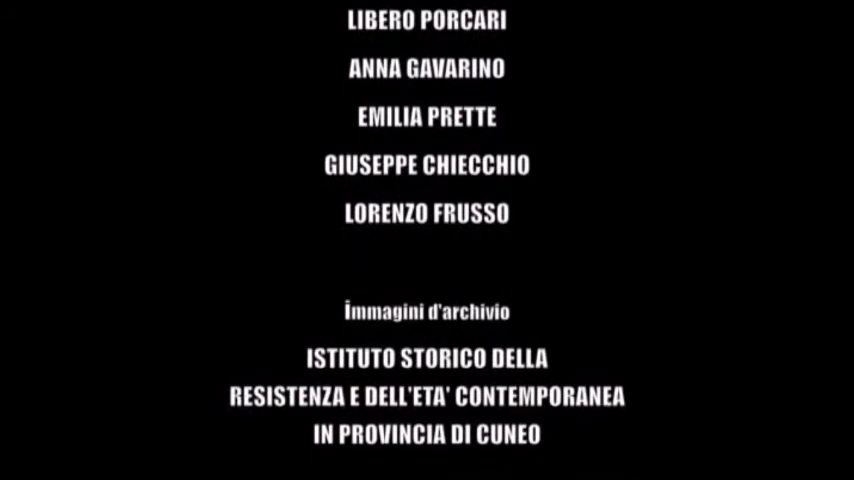 LIBERO PORCARI
ANNA GAVARINO
EMILIA PRETTE
GIUSEPPE CHIECCHIO
LORENZO FRUSSO
Immagini d'archivio
ISTITUTO STORICO DELLA
RESISTENZA E DELL'ETA' CONTEMPORANEA
IN PROVINCIA DI CUNEO